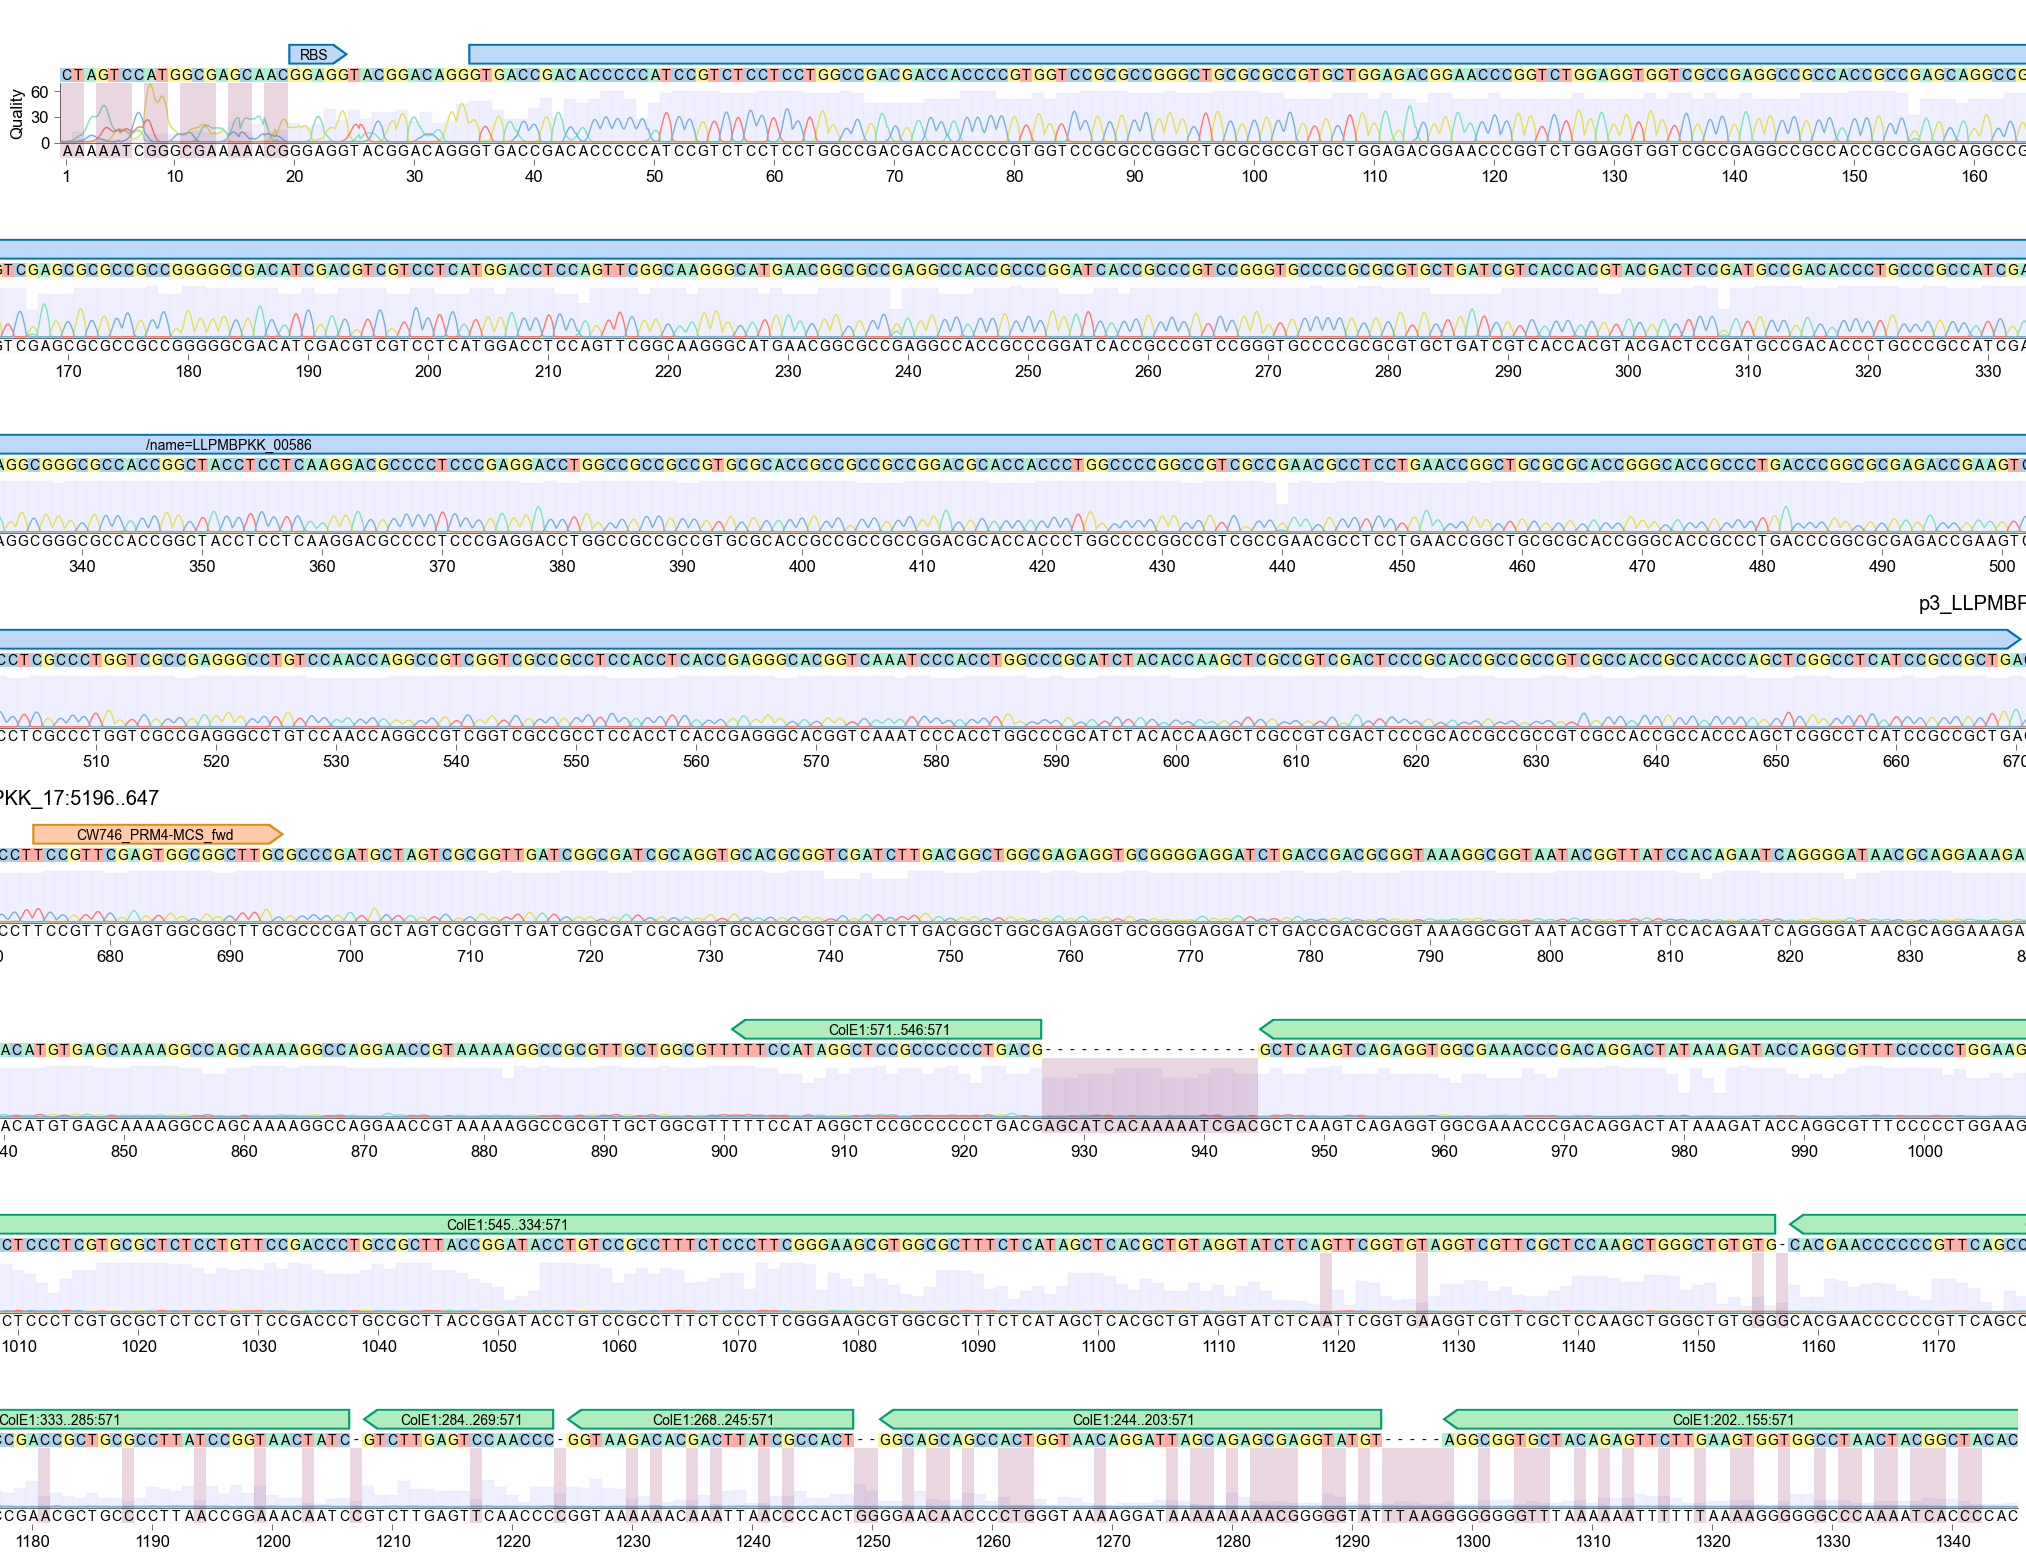 RBS
CTAGTCCATGGCGAGCAACGGAGGTACGGACAGGGTGACCGACACCCCCATCCGTCTCCTCCTGGCCGACGACCACCCCGTGGTCCGCGCCGGGCTGCGCGCCGTGCTGGAGACGGAACCCGGTCTGGAGGTGGTCGCCGAGGCCGCCACCGCCGAGCAGGCCG
Quality
60
30
0
AAAAATCGGGCGAAAAACGGGAGGTACGGACAGGGTGACCGACACCCCCATCCGTCTCCTCCTGGCCGACGACCACCCCGTGGTCCGCGCCGGGCTGCGCGCCGTGCTGGAGACGGAACCCGGTCTGGAGGTGGTCGCCGAGGCCGCCACCGCCGAGCAGGCCG
1 10 20 30 40 50 60 70 80 90 100 110 120 130 140 150 160
GTCGAGCGCGCCGCCGGGGGCGACATCGACGTCGTCCTCATGGACCTCCAGTTCGGCAAGGGCATGAACGGCGCCGAGGCCACCGCCCGGATCACCGCCCGTCCGGGTGCCCCGCGCGTGCTGATCGTCACCACGTACGACTCCGATGCCGACACCCTGCCCGCCATCGA
GTCGAGCGCGCCGCCGGGGGCGACATCGACGTCGTCCTCATGGACCTCCAGTTCGGCAAGGGCATGAACGGCGCCGAGGCCACCGCCCGGATCACCGCCCGTCCGGGTGCCCCGCGCGTGCTGATCGTCACCACGTACGACTCCGATGCCGACACCCTGCCCGCCATCGA
170 180 190 200 210 220 230 240 250 260 270 280 290 300 310 320 330
/name=LLPMBPKK_00586
AGGCGGGCGCCACCGGCTACCTCCTCAAGGACGCCCCCTCCCGAGGACCTGGCCGCCGCCGTGCGCACCGCCGCCGCCGGACGCACCACCCTGGCCCCGGCCGTCGCCGAACGCCTCCTGAACCGGCTGCGCGCACCGGGCACCGCCCTGACCCGGCGCGAGACCGAAGTC
AGGCGGGCGCCACCGGCTACCTCCTCAAGGACGCCCCCTCCCGAGGACCTGGCCGCCGCCGTGCGCACCGCCGCCGCCGGACGCACCACCCTGGCCCCGGCCGTCGCCGAACGCCTCCTGAACCGGCTGCGCGCACCGGGCACCGCCCTGACCCGGCGCGAGACCGAAGTC
340 350 360 370 380 390 400 410 420 430 440 450 460 470 480 490 500
p3_LLPMBP
CCTCGCCCTGGTCGCCGAGGGCCTGTCCAACCAGGCCGTCGGTCGCCGCCTCCACCTCACCGAGGGCACGGTCAAATCCCACCTGGCCCGCATCTACACCAAGCTCGCCGTCGACTCCCGCACCGCCGCCGTCGCCACCGCCACCCAGCTCGGCCTCATCCGCCGCTGAC
CCTCGCCCTGGTCGCCGAGGGCCTGTCCAACCAGGCCGTCGGTCGCCGCCTCCACCTCACCGAGGGCACGGTCAAATCCCACCTGGCCCGCATCTACACCAAGCTCGCCGTCGACTCCCGCACCGCCGCCGTCGCCACCGCCACCCAGCTCGGCCTCATCCGCCGCTGAC
510 520 530 540 550 560 570 580 590 600 610 620 630 640 650 660 670
PKK_17:5196..647
CW746_PRM4-MCS_fwd
CCTTCCGTTCGAGTGGCGGCTTGCGCCCGATGCTAGTCGCGGTTGATCGGCGATCGCAGGTGCACGCGGTCGATCTTGACGGCTGGCGAGAGGTGCGGGGAGGATCTGACCGACGCGGTAAAGGCGGTAATACGGTTATCCACAGAATCAGGGGATAACGCAGGAAAGA
CCTTCCGTTCGAGTGGCGGCTTGCGCCCGATGCTAGTCGCGGTTGATCGGCGATCGCAGGTGCACGCGGTCGATCTTGACGGCTGGCGAGAGGTGCGGGGAGGATCTGACCGACGCGGTAAAGGCGGTAATACGGTTATCCACAGAATCAGGGGATAACGCAGGAAAGA
0 680 690 700 710 720 730 740 750 760 770 780 790 800 810 820 830 8
ColE1:571..546:571
ACATGTGAGCAAAAGGCCAGCAAAAGGCCAGGAACCGTAAAAAGGCCGCGTTGCTGGCGTTTTTCCATAGGCTCCGCCCCCCTGACG------------------GCTCAAGTCAGAGGTGGCGAAACCCGACAGGACTATAAAGATACCAGGCGTTTCCCCCTGGAAG
ACATGTGAGCAAAAGGCCAGCAAAAGGCCAGGAACCGTAAAAAGGCCGCGTTGCTGGCGTTTTTCCATAGGCTCCGCCCCCCTGACGAGCATCACAAAAATCGACGCTCAAGTCAGAGGTGGCGAAACCCGACAGGACTATAAAGATACCAGGCGTTTCCCCCTGGAAG
40 850 860 870 880 890 900 910 920 930 940 950 960 970 980 990 1000
ColE1:545..334:571
CTCCCTCGTGCGCTCTCCTGTTCCGACCCTGCCGCTTACCGGATACCTGTCCGCCTTTCTCCCTTCGGGAAGCGTGGCGCTTTCTCATAGCTCACGCTGTAGGTATCTCAGTTCGGTGTAGGTCGTTCGCTCCAAGCTGGGCTGTGTG-CACGAACCCCCCGTTCAGCC
CTCCCTCGTGCGCTCTCCTGTTCCGACCCTGCCGCTTACCGGATACCTGTCCGCCTTTCTCCCTTCGGGAAGCGTGGCGCTTTCTCATAGCTCACGCTGTAGGTATCTCAATTCGGTGAAGGTCGTTCGCTCCAAGCTGGGCTGTGGGGCACGAACCCCCCGTTCAGCC
1010 1020 1030 1040 1050 1060 1070 1080 1090 1100 1110 1120 1130 1140 1150 1160 1170
ColE1:333..285:571 ColE1:284..269:571 ColE1:268..245:571 ColE1:244..203:571 ColE1:202..155:571
CCGACCGCTGCGCCTTATCCGGTAACTATC-GTCTTGAGTCCAACCC-GGTAAGACACGACTTATCGCCACT--GGCAGCAGCCACTGGTAACAGGATTAGCAGAGCGAGGTATGT-----AGGCGGTGCTACAGAGTTCTTGAAGTGGTGGCCTAACTACGGCTACAC
CCGAACGCTGCCCCTTAACCGGAAACAATCCGTCTTGAGTTCAACCCCGGTAAAAAACAAATTAACCCCACTGGGGAACAACCCCTGGGTAAAAGGATAAAAAAAAACGGGGGTATTTAAGGGGGGGGTTTAAAAAATTTTTTAAAAGGGGGGCCCAAAATCACCCCAC
1180 1190 1200 1210 1220 1230 1240 1250 1260 1270 1280 1290 1300 1310 1320 1330 1340